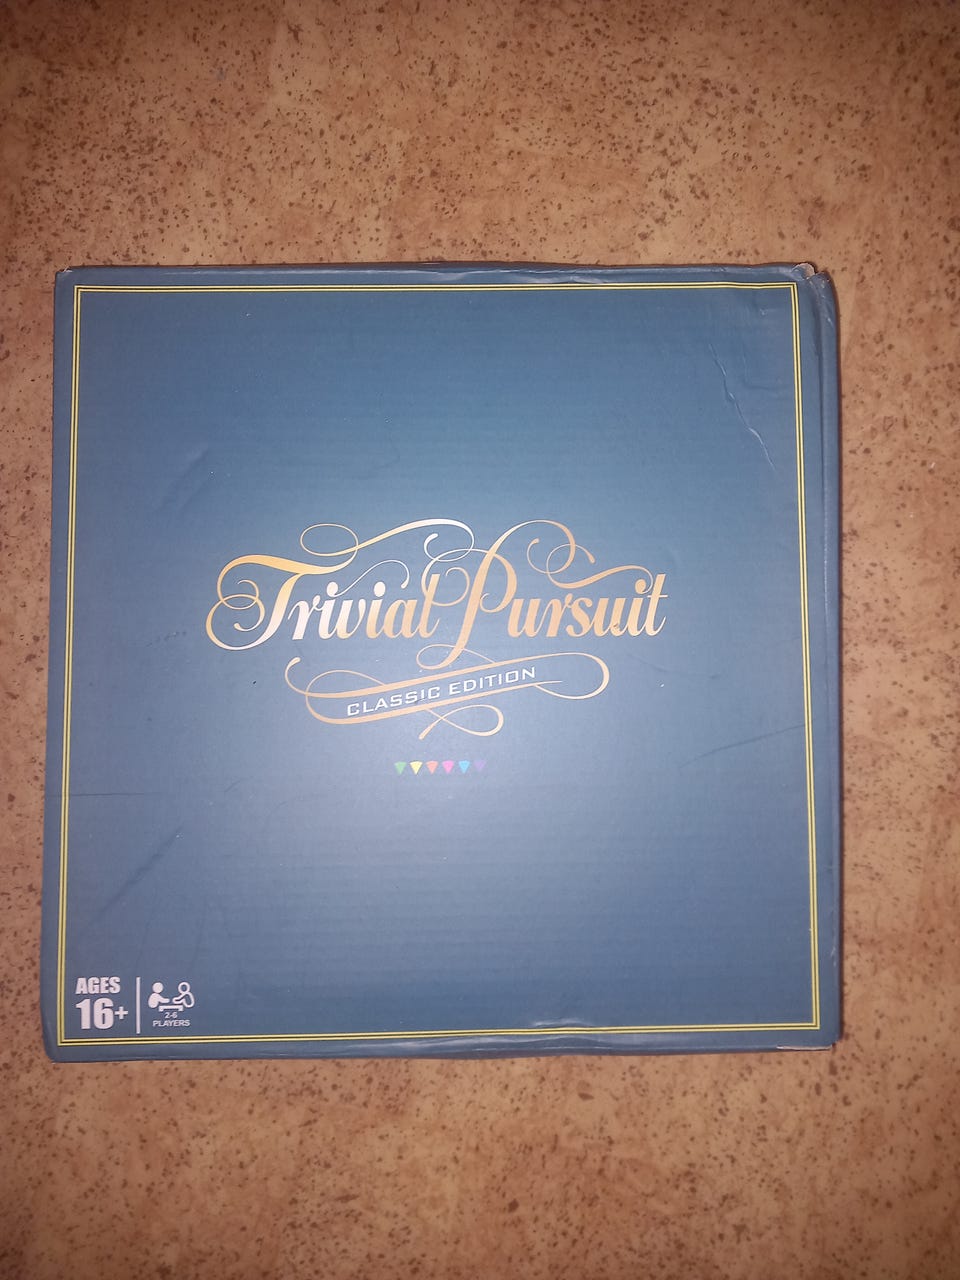 Trivial Pursuit
CLASSIC EDITION
AGES
16+
2-6
PLAYERS